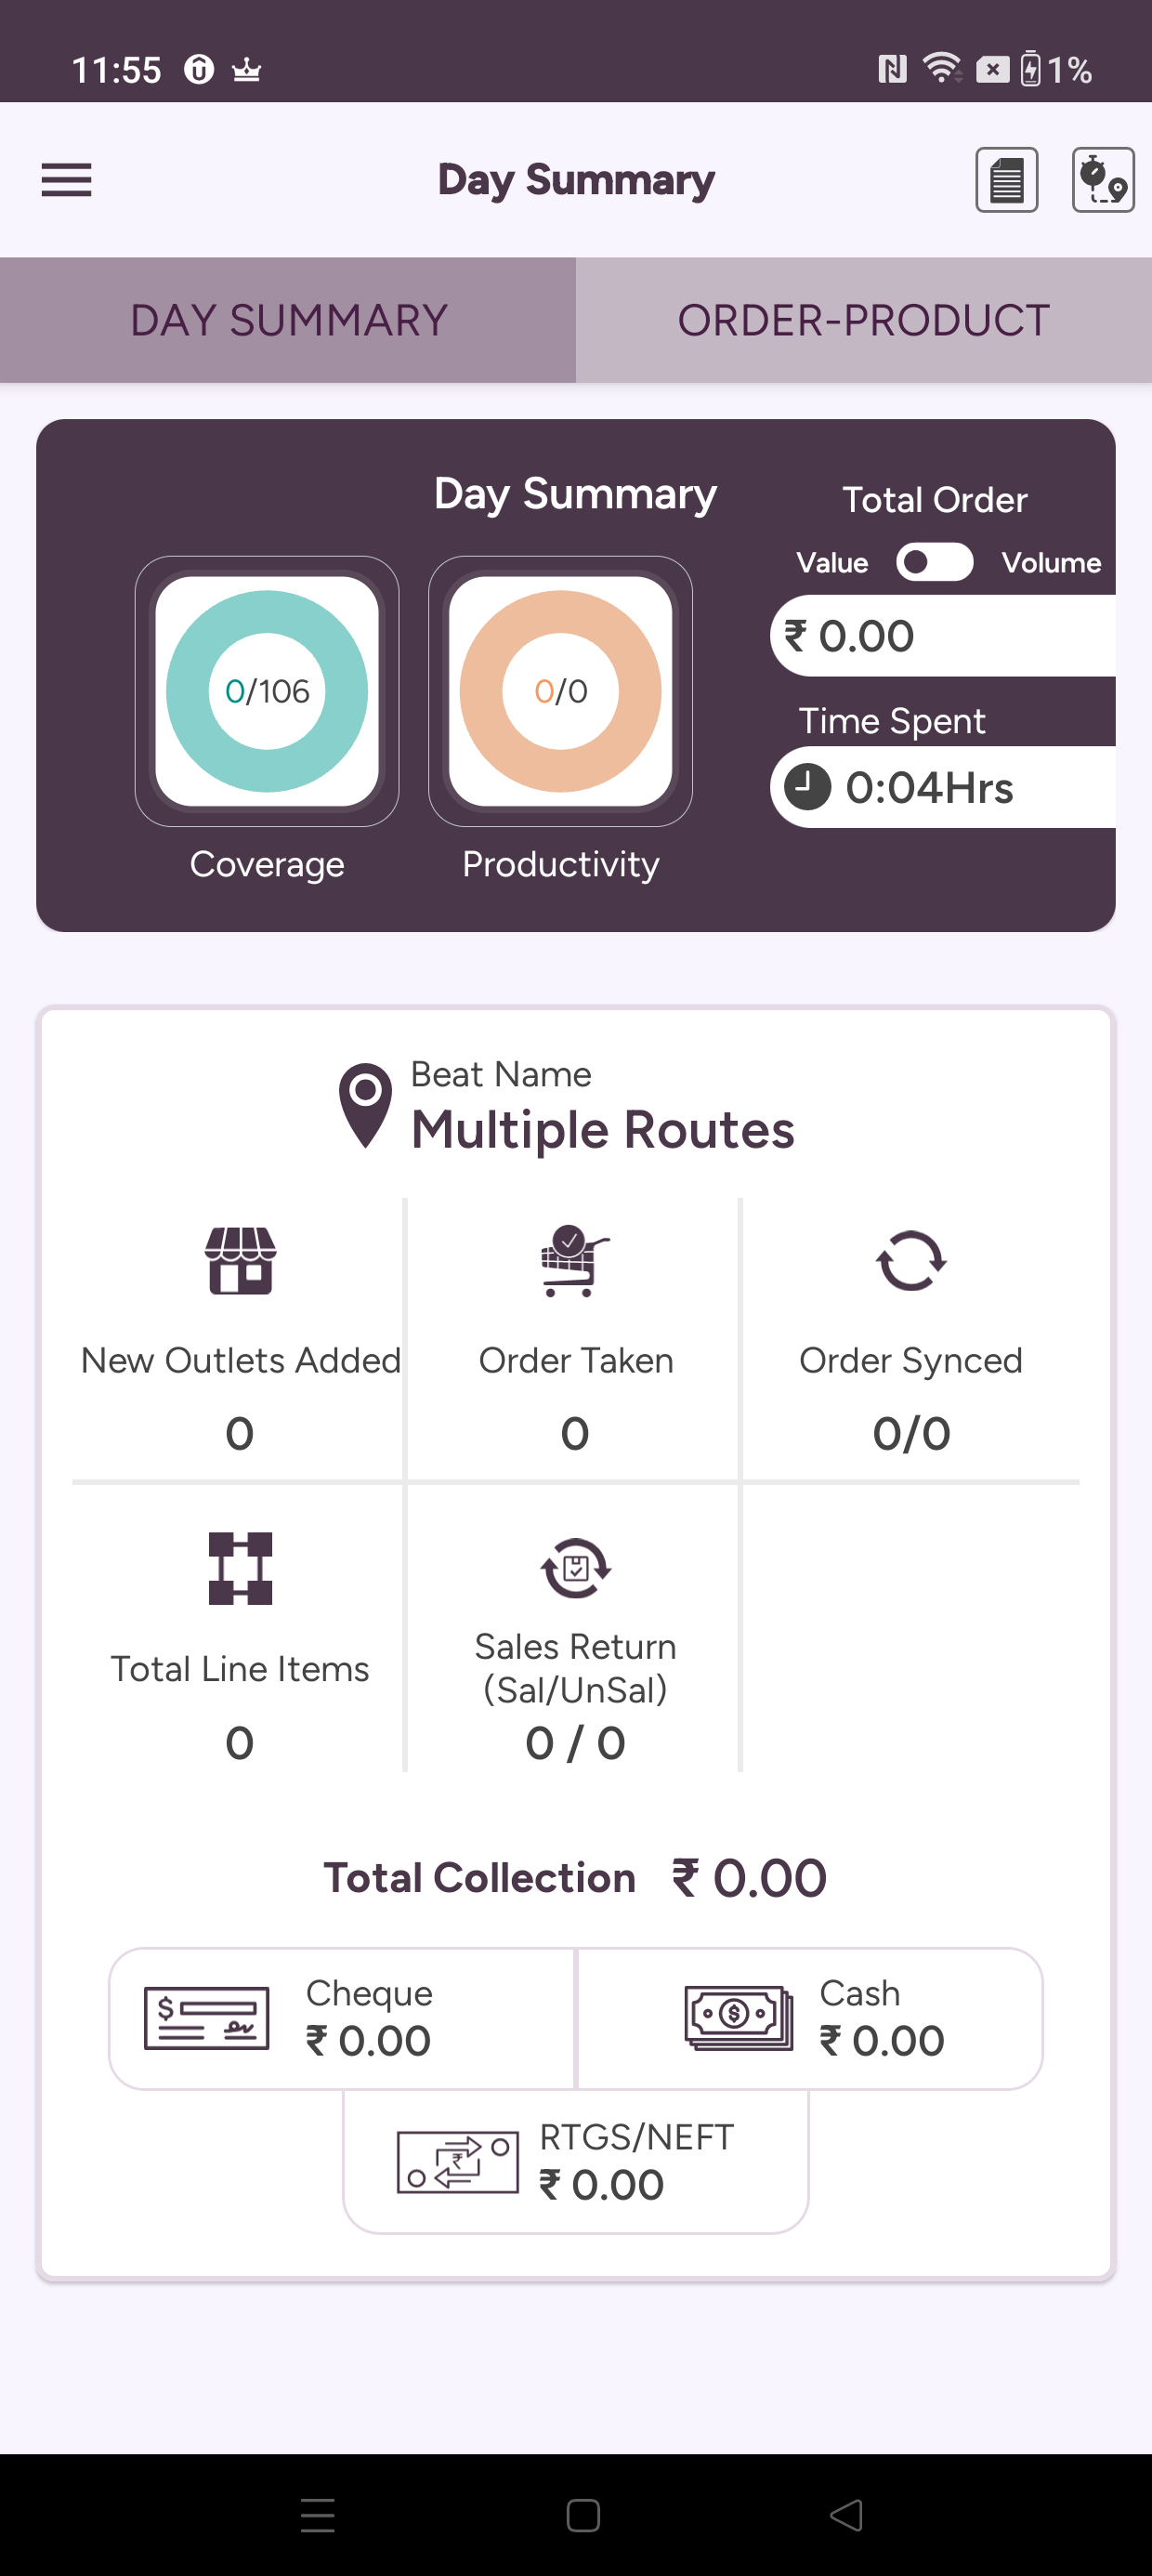 11:55
1%
Day Summary
DAY SUMMARY
ORDER-PRODUCT
Day Summary
Total Order
Value
Volume
₹ 0.00
0/106
0/0
Time Spent
0:04Hrs
Coverage
Productivity
Beat Name
Multiple Routes
New Outlets Added
Order Taken
Order Synced
0
0
0/0
Total Line Items
Sales Return
(Sal/UnSal)
0
0 / 0
Total Collection ₹ 0.00
Cheque
₹ 0.00
Cash
₹ 0.00
RTGS/NEFT
₹ 0.00